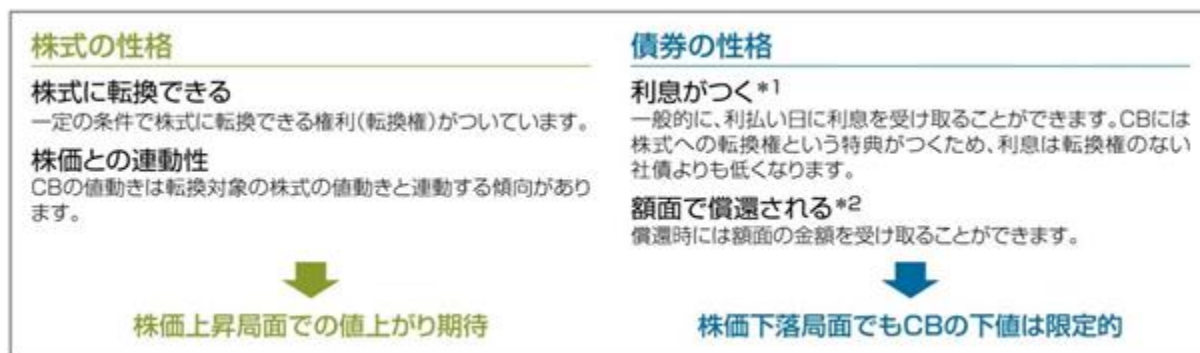 株式の性格
株式に転換できる
一定の条件で株式に転換できる権利(転換権)がついています。
株価との連動性
CBの値動きは転換対象の株式の値動きと連動する傾向があり
ます。
株価上昇局面での値上がり期待
債券の性格
利息がつく*1
一般的に、利払い日に利息を受け取ることができます。CBには
株式への転換権という特典がつくため、利息は転換権のない
社債よりも低くなります。
額面で償還される*2
償還時には額面の金額を受け取ることができます。
株価下落局面でもCBの下値は限定的